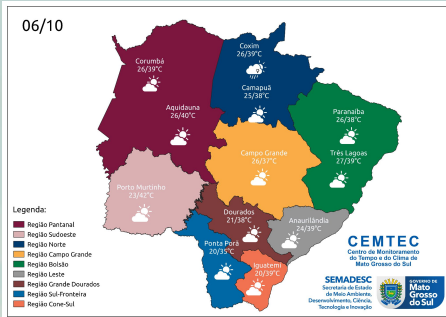 06/10
Corumbá
26/39°C
Coxim
26/39°C
Camapuã
25/38°C
Aquidauna
26/40°C
Paranaíba
26/38°C
Campo Grande
26/37°C
Três Lagoas
27/39°C
Porto Murtinho
23/42°C
Dourados
21/38°C
Anaurilândia
24/39°C
Ponta Porã
20/35°C
Iguatemi
20/39°C
Legenda:
Região Pantanal
Região Sudoeste
Região Norte
Região Campo Grande
Região Bolsão
Região Leste
Região Grande Dourados
Região Sul-Fronteira
Região Cone-Sul
CEMTEC
Centro de Monitoramento
do Tempo e do Clima de
Mato Grosso do Sul
SEMADESC
Secretaria de Estado
de Meio Ambiente,
Desenvolvimento, Ciência,
Tecnologia e Inovação
GOVERNO DE
Mato
Grosso
do Sul